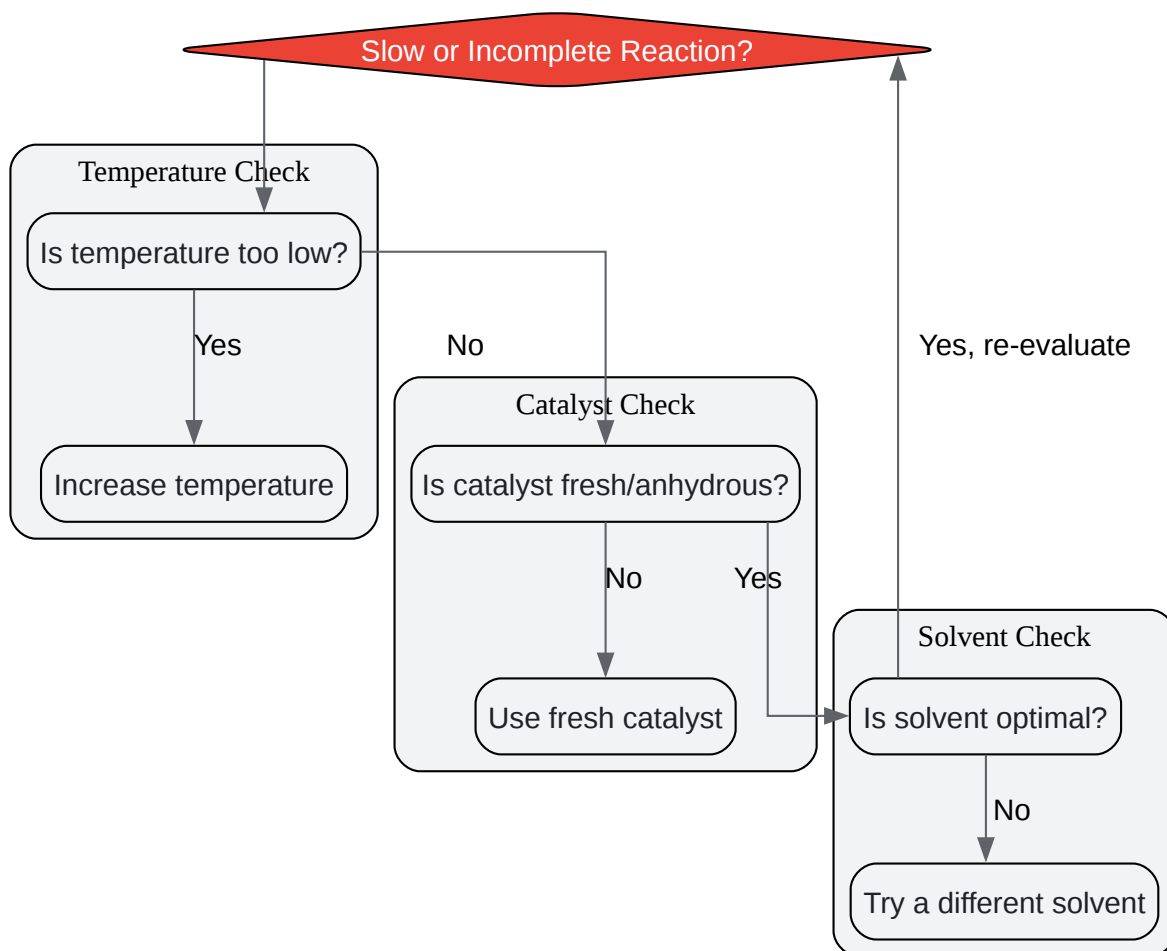 Slow or Incomplete Reaction?
Temperature Check
Is temperature too low?
Yes
No
Yes, re-evaluate
Increase temperature
Catalyst Check
Is catalyst fresh/anhydrous?
No
Yes
Use fresh catalyst
Solvent Check
Is solvent optimal?
No
Try a different solvent